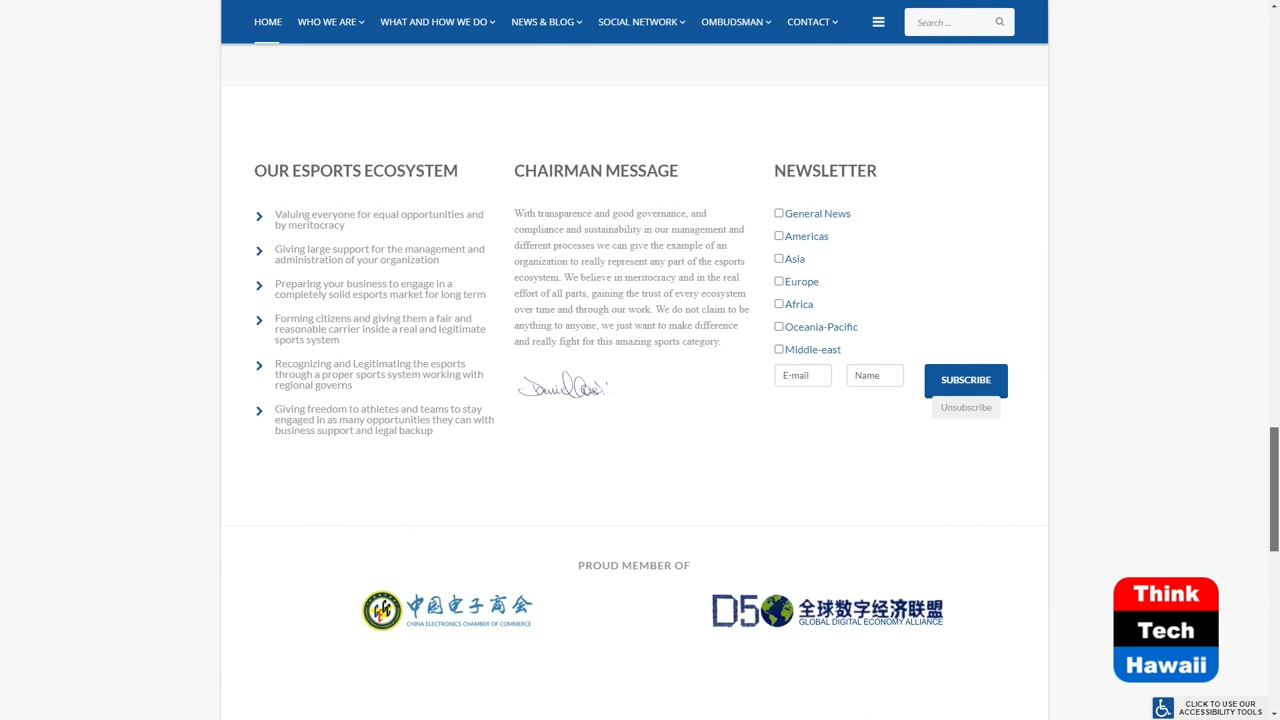 HOME
WHO WE ARE
WHAT AND HOW WE DO
NEWS & BLOG
SOCIAL NETWORK
OMBUDSMAN
CONTACT
Search ...
OUR ESPORTS ECOSYSTEM
Valuing everyone for equal opportunities and
by meritocracy
Giving large support for the management and
administration of your organization
Preparing your business to engage in a
completely solid esports market for long term
Forming citizens and giving them a fair and
reasonable carrier inside a real and legitimate
sports system
Recognizing and Legitimating the esports
through a proper sports system working with
regional governs
Giving freedom to athletes and teams to stay
engaged in as many opportunities they can with
business support and legal backup
CHAIRMAN MESSAGE
With transparence and good governance, and
compliance and sustainability in our management and
different processes we can give the example of an
organization to really represent any part of the esports
ecosystem. We believe in meritocracy and in the real
effort of all parts, gaining the trust of every ecosystem
over time and through our work. We do not claim to be
anything to anyone, we just want to make difference
and really fight for this amazing sports category.
NEWSLETTER
General News
Americas
Asia
Europe
Africa
Oceania-Pacific
Middle-east
E-mail
Name
SUBSCRIBE
Unsubscribe
PROUD MEMBER OF
中国电子商会
CHINA ELECTRONICS CHAMBER OF COMMERCE
D50
全球数字经济联盟
GLOBAL DIGITAL ECONOMY ALLIANCE
Think
Tech
Hawaii
CLICK TO USE OUR
ACCESSIBILITY TOOLS